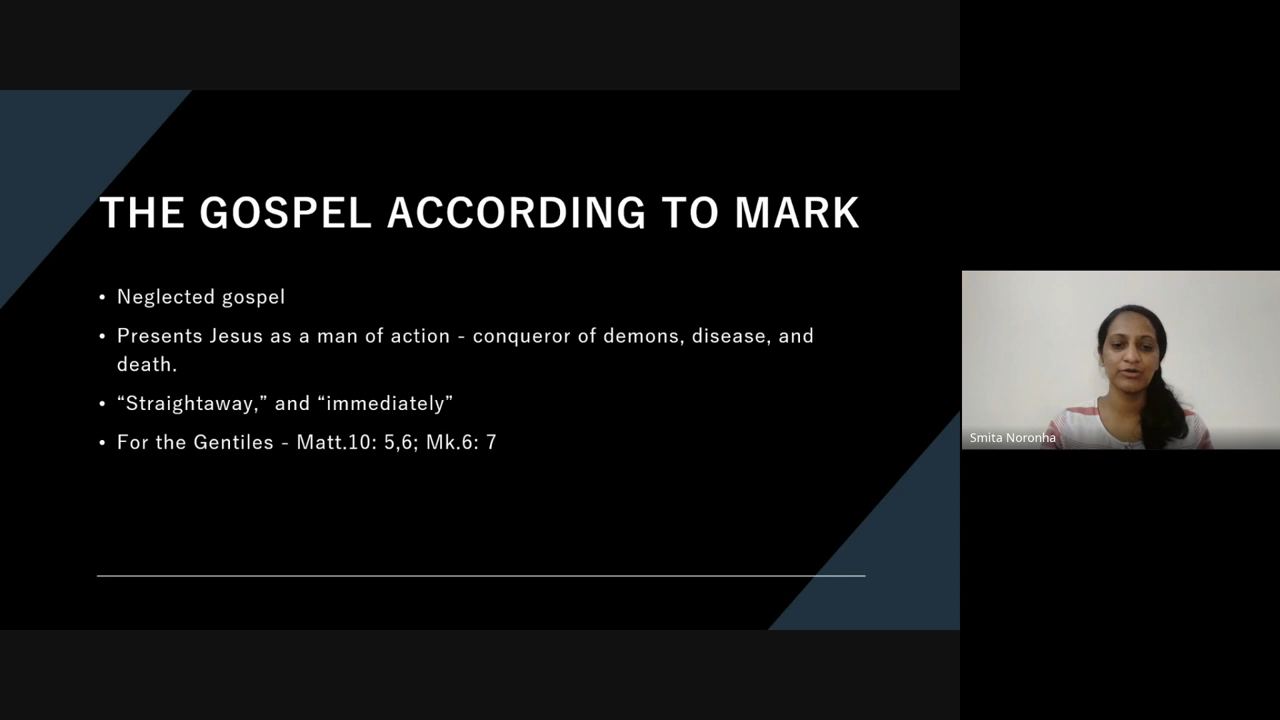 THE GOSPEL ACCORDING TO MARK
• Neglected gospel
• Presents Jesus as a man of action - conqueror of demons, disease, and
death.
• “Straightaway,” and “immediately”
• For the Gentiles - Matt.10: 5,6; Mk.6: 7
Smita Noronha